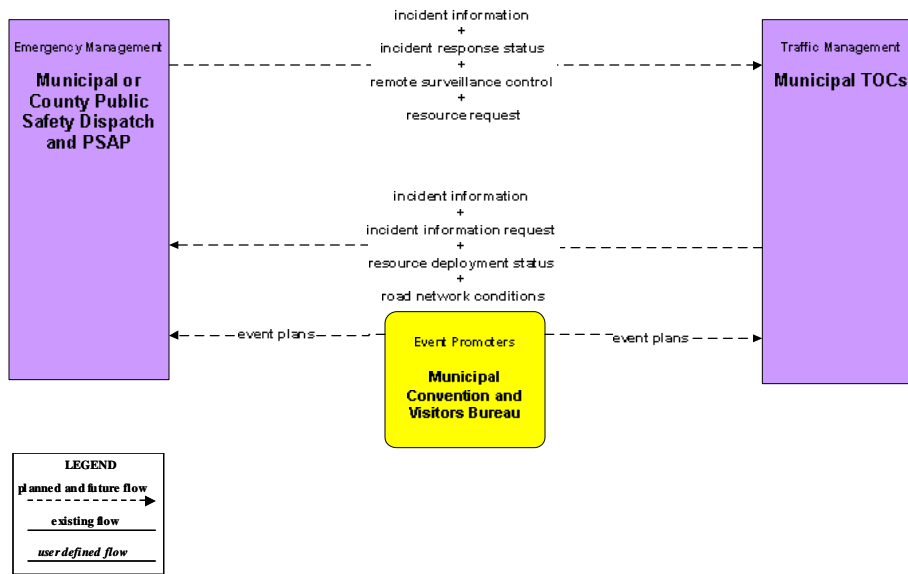 incident information
+
incident response status
+
remote surveillance control
+
resource request
Emergency Management
Municipal or
County Public
Safety Dispatch
and PSAP
Traffic Management
Municipal TOCs
incident information
+
incident information request
+
resource deployment status
+
road network conditions
event plans
event plans
Event Promoters
Municipal
Convention and
Visitors Bureau
LEGEND
planned and future flow
existing flow
user defined flow